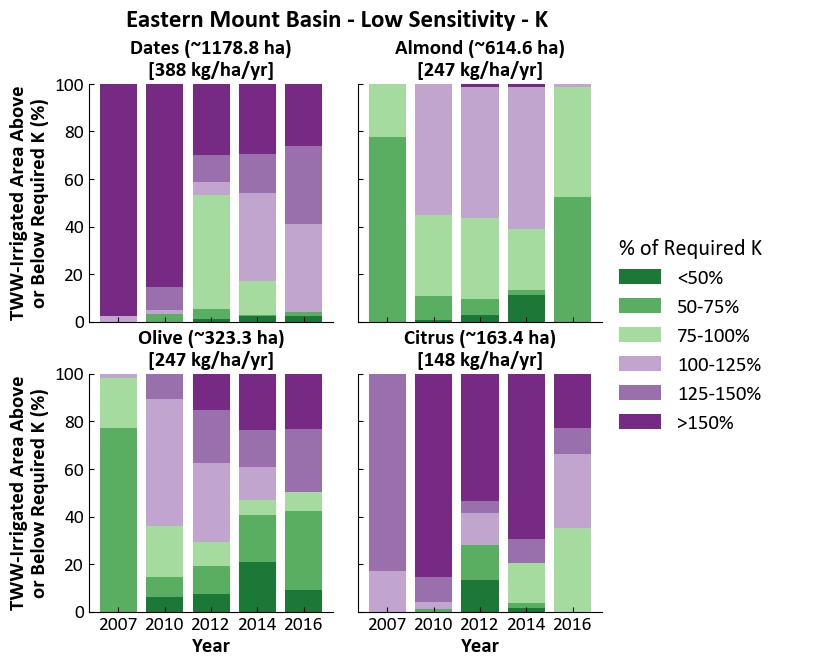 Eastern Mount Basin - Low Sensitivity - K
Dates (~1178.8 ha)
[388 kg/ha/yr]
Almond (~614.6 ha)
[247 kg/ha/yr]
TWW-Irrigated Area Above
or Below Required K (%)
100
80
60
40
20
0
Olive (~323.3 ha)
[247 kg/ha/yr]
Citrus (~163.4 ha)
[148 kg/ha/yr]
TWW-Irrigated Area Above
or Below Required K (%)
100
80
60
40
20
0
2007 2010 2012 2014 2016
Year
2007 2010 2012 2014 2016
Year
% of Required K
<50%
50-75%
75-100%
100-125%
125-150%
>150%